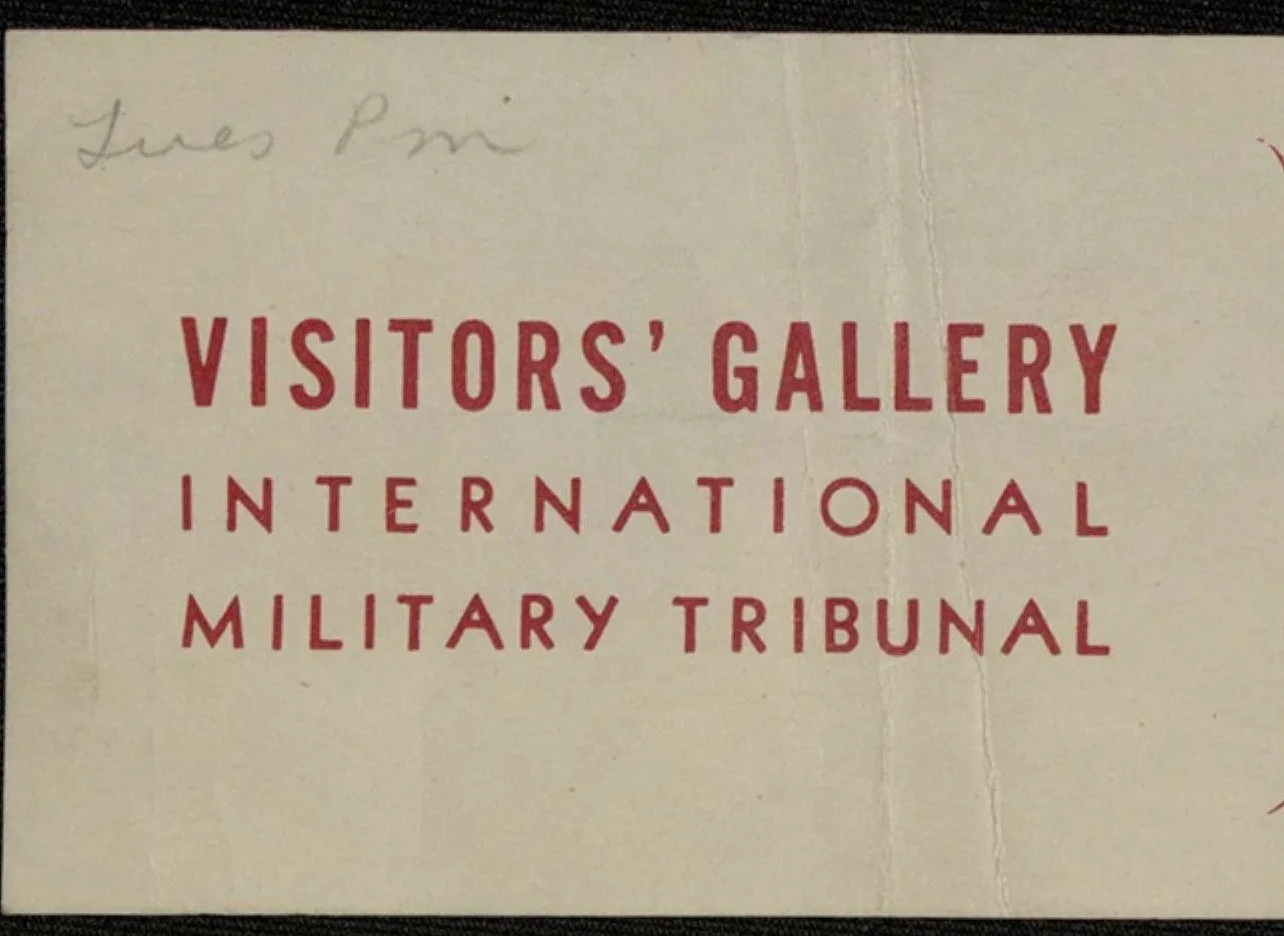 Tues Pm
VISITORS' GALLERY
INTERNATIONAL
MILITARY TRIBUNAL